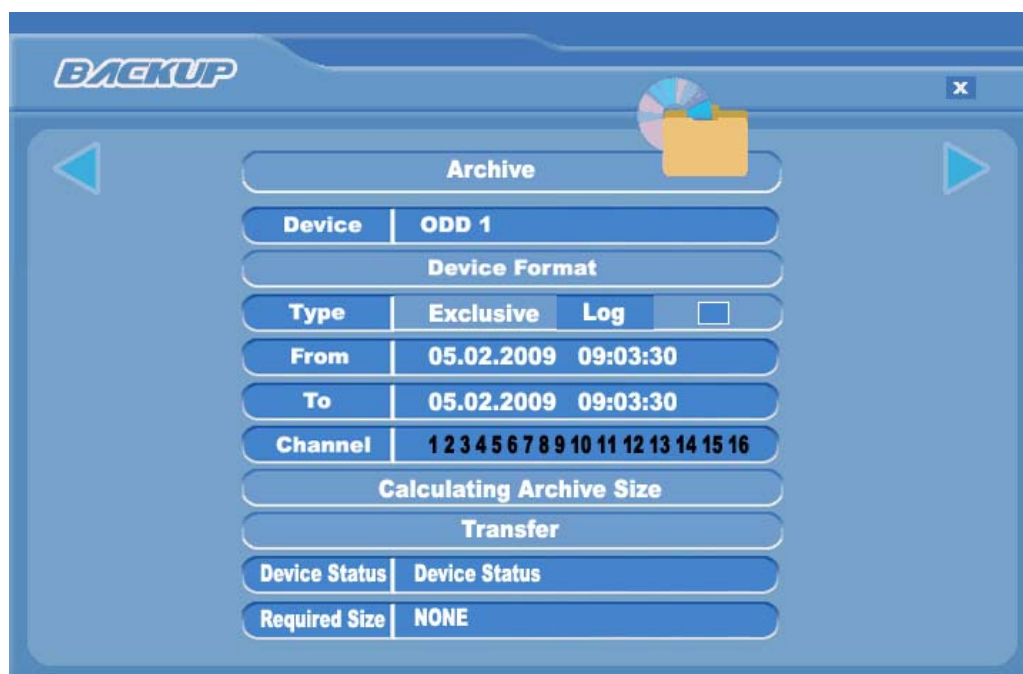 BACKUP
X
Archive
Device ODD 1
Device Format
Type Exclusive Log
From 05.02.2009 09:03:30
To 05.02.2009 09:03:30
Channel 1 2 3 4 5 6 7 8 9 10 11 12 13 14 15 16
Calculating Archive Size
Transfer
Device Status Device Status
Required Size NONE